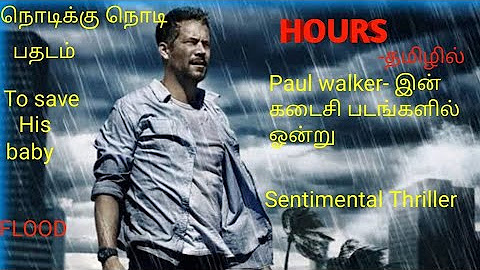 நொடிக்கு நொடி
பதடம்
To save
His
baby
FLOOD
HOURS
-தமிழில்
Paul walker- இன்
கடைசி படங்களில்
ஒன்று
Sentimental Thriller